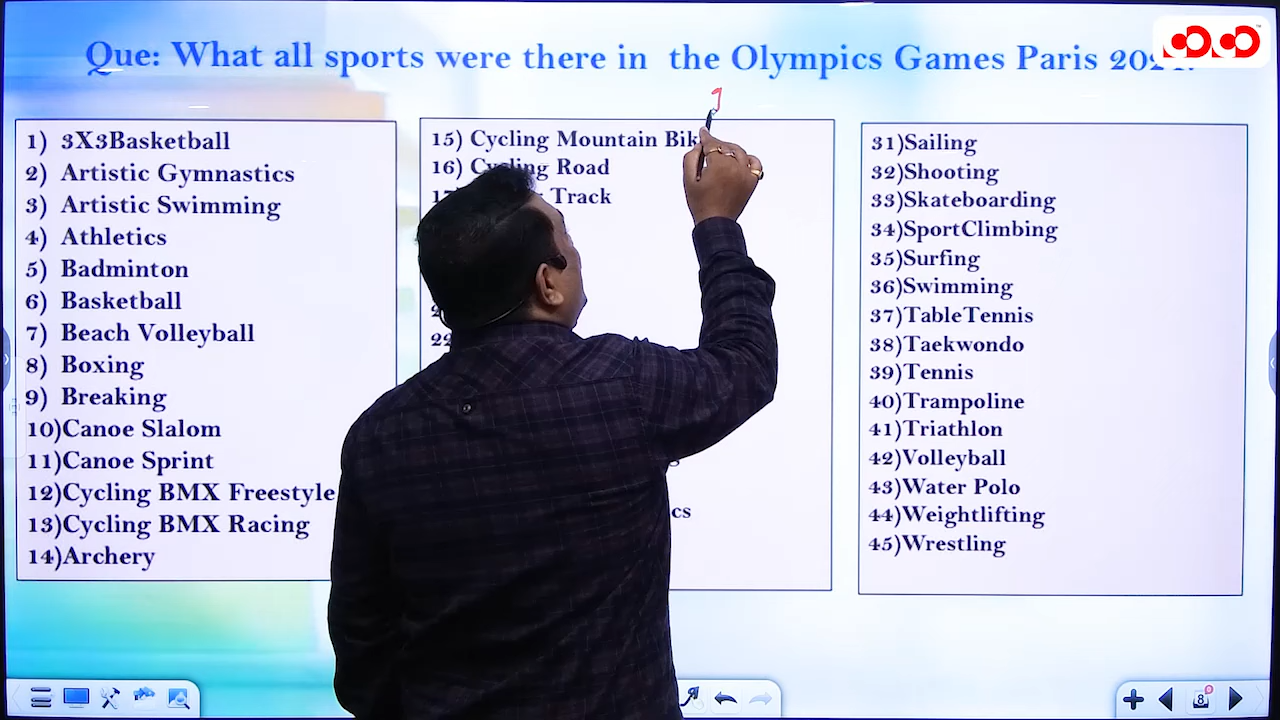 Que: What all sports were there in the Olympics Games Paris
1) 3X3Basketball
2) Artistic Gymnastics
3) Artistic Swimming
4) Athletics
5) Badminton
6) Basketball
7) Beach Volleyball
8) Boxing
9) Breaking
10)Canoe Slalom
11)Canoe Sprint
12)Cycling BMX Freestyle
13)Cycling BMX Racing
14)Archery
15) Cycling Mountain
16) Cycling Road
Track
31)Sailing
32)Shooting
33)Skateboarding
34)SportClimbing
35)Surfing
36)Swimming
37)TableTennis
38)Taekwondo
39)Tennis
40)Trampoline
41)Triathlon
42)Volleyball
43)Water Polo
44)Weightlifting
45)Wrestling
8